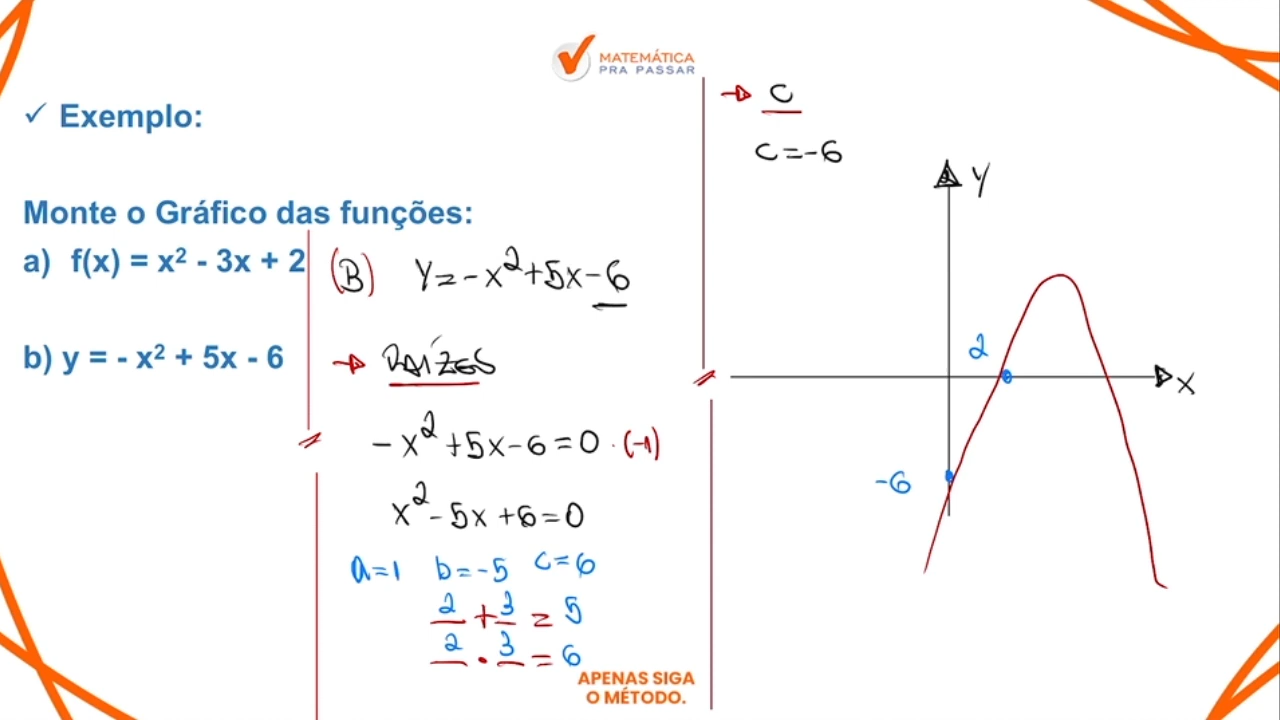 MATEMÁTICA
PRA PASSAR
✓ Exemplo:
Monte o Gráfico das funções:
a) f(x) = x² - 3x + 2
b) y = - x² + 5x - 6
(B) Y = -x² + 5x - 6
→ RAÍZES
-x² + 5x - 6 = 0 · (-1)
x² - 5x + 6 = 0
a=1 b=-5 c=6
2 + 3 = 5
2 · 3 = 6
APENAS SIGA
O MÉTODO.
→ C
C = -6
Y
2
X
-6